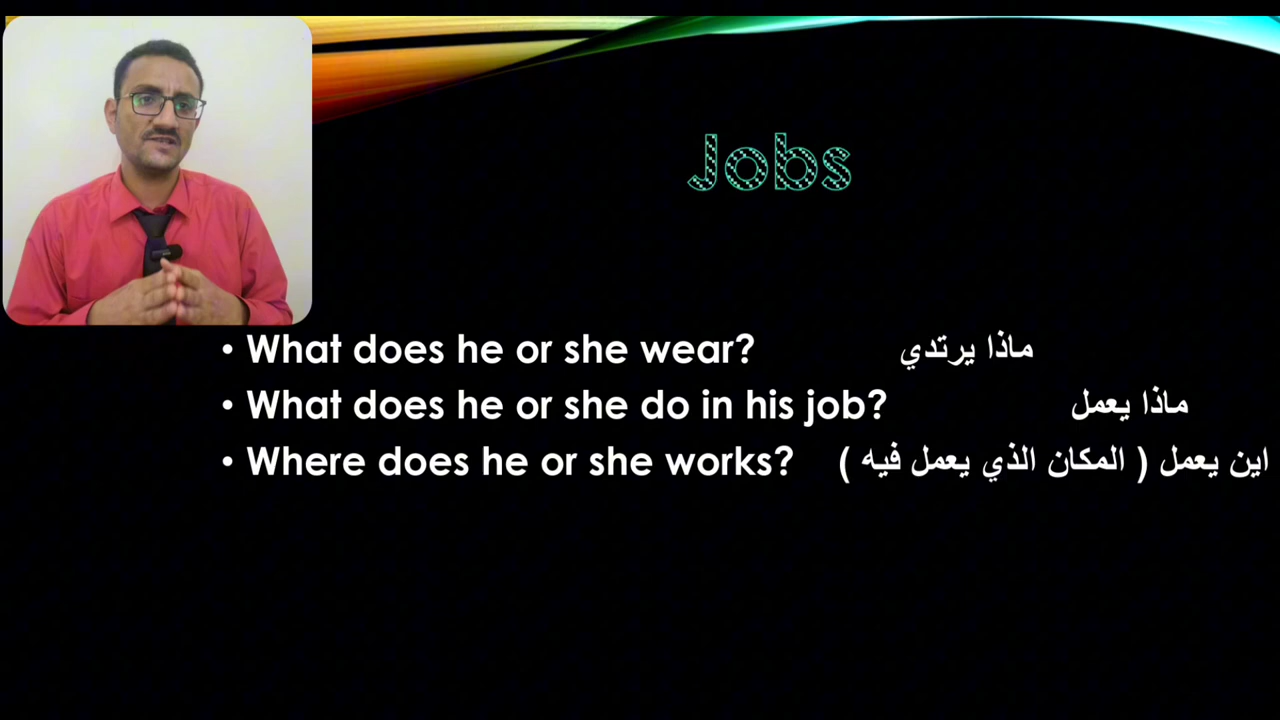 Jobs
• What does he or she wear? ماذا يرتدي
• What does he or she do in his job? ماذا يعمل
• Where does he or she works? اين يعمل ( المكان الذي يعمل فيه )